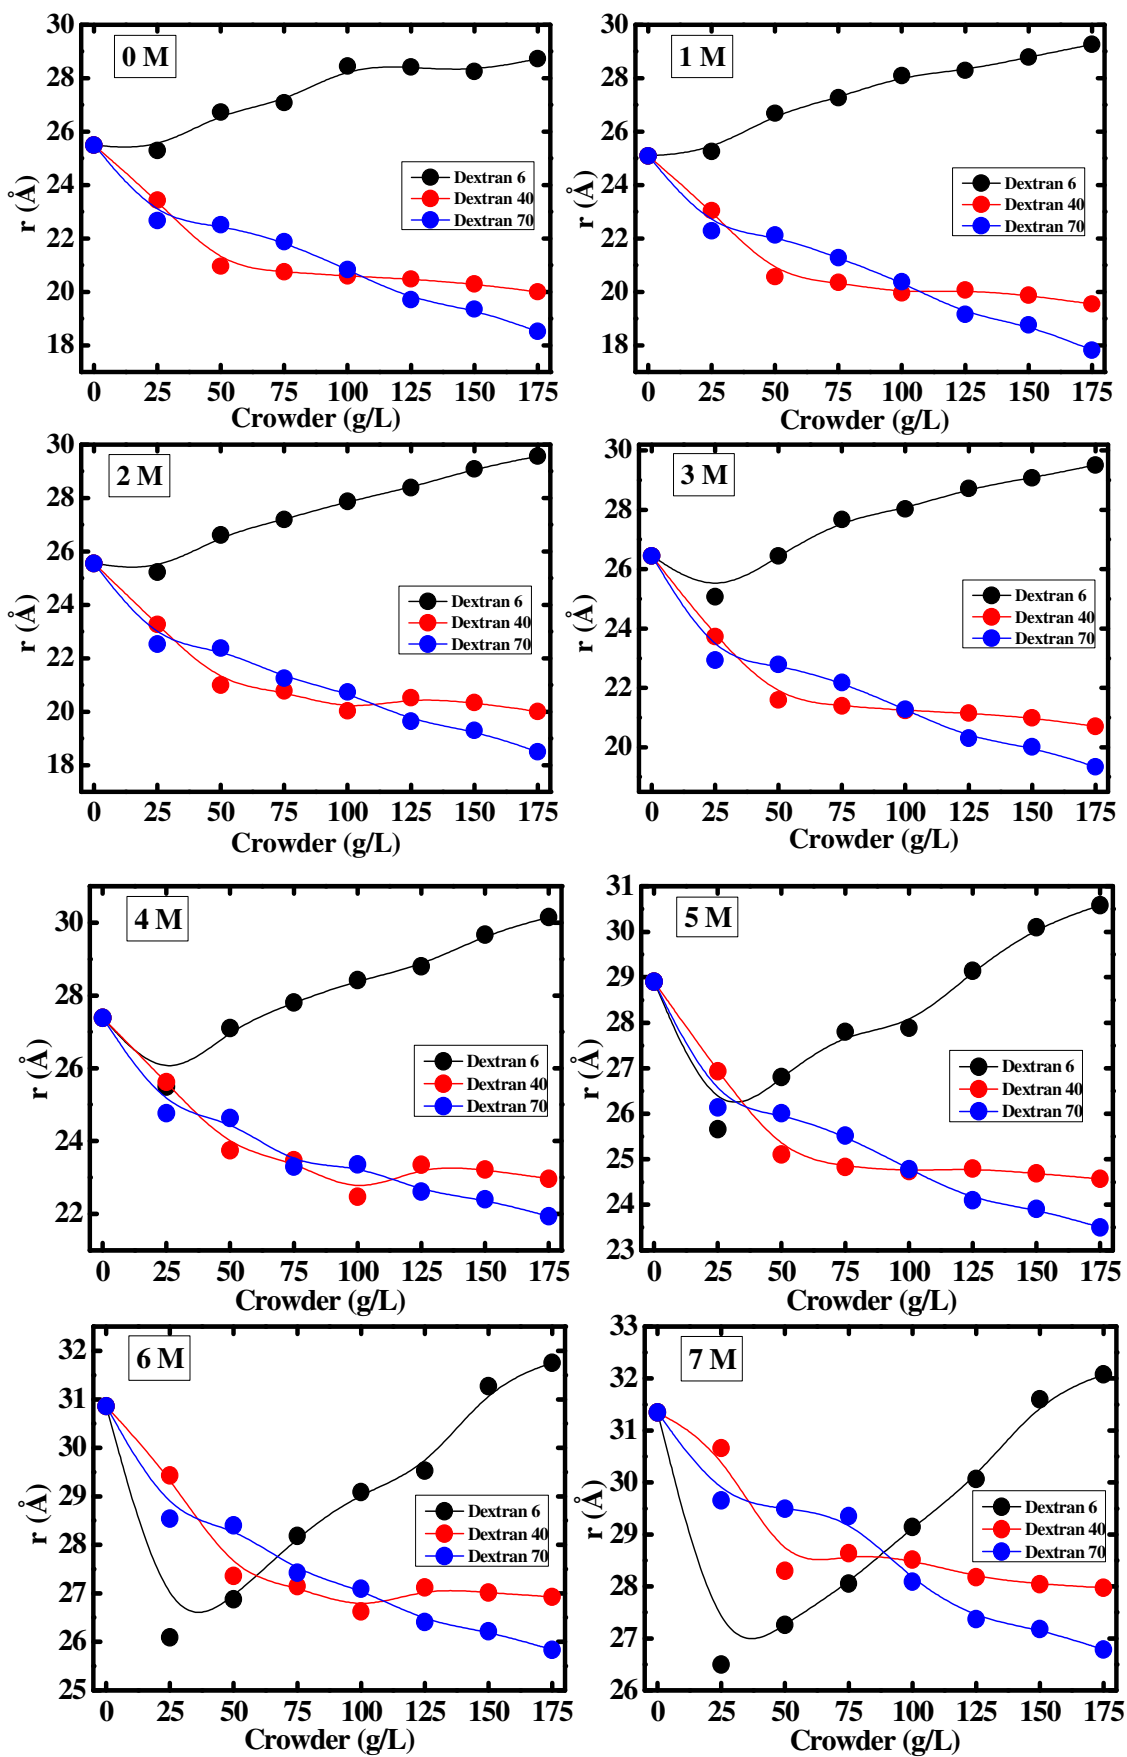 0 M
r (Å)
30
28
26
24
22
20
18
Dextran 6
Dextran 40
Dextran 70
0 25 50 75 100 125 150 175
Crowder (g/L)
1 M
r (Å)
30
28
26
24
22
20
18
Dextran 6
Dextran 40
Dextran 70
0 25 50 75 100 125 150 175
Crowder (g/L)
2 M
r (Å)
30
28
26
24
22
20
18
Dextran 6
Dextran 40
Dextran 70
0 25 50 75 100 125 150 175
Crowder (g/L)
3 M
r (Å)
30
28
26
24
22
20
Dextran 6
Dextran 40
Dextran 70
0 25 50 75 100 125 150 175
Crowder (g/L)
4 M
r (Å)
30
28
26
24
22
Dextran 6
Dextran 40
Dextran 70
0 25 50 75 100 125 150 175
Crowder (g/L)
5 M
r (Å)
31
30
29
28
27
26
25
24
23
Dextran 6
Dextran 40
Dextran 70
0 25 50 75 100 125 150 175
Crowder (g/L)
6 M
r (Å)
32
31
30
29
28
27
26
25
Dextran 6
Dextran 40
Dextran 70
0 25 50 75 100 125 150 175
Crowder (g/L)
7 M
r (Å)
33
32
31
30
29
28
27
26
Dextran 6
Dextran 40
Dextran 70
0 25 50 75 100 125 150 175
Crowder (g/L)